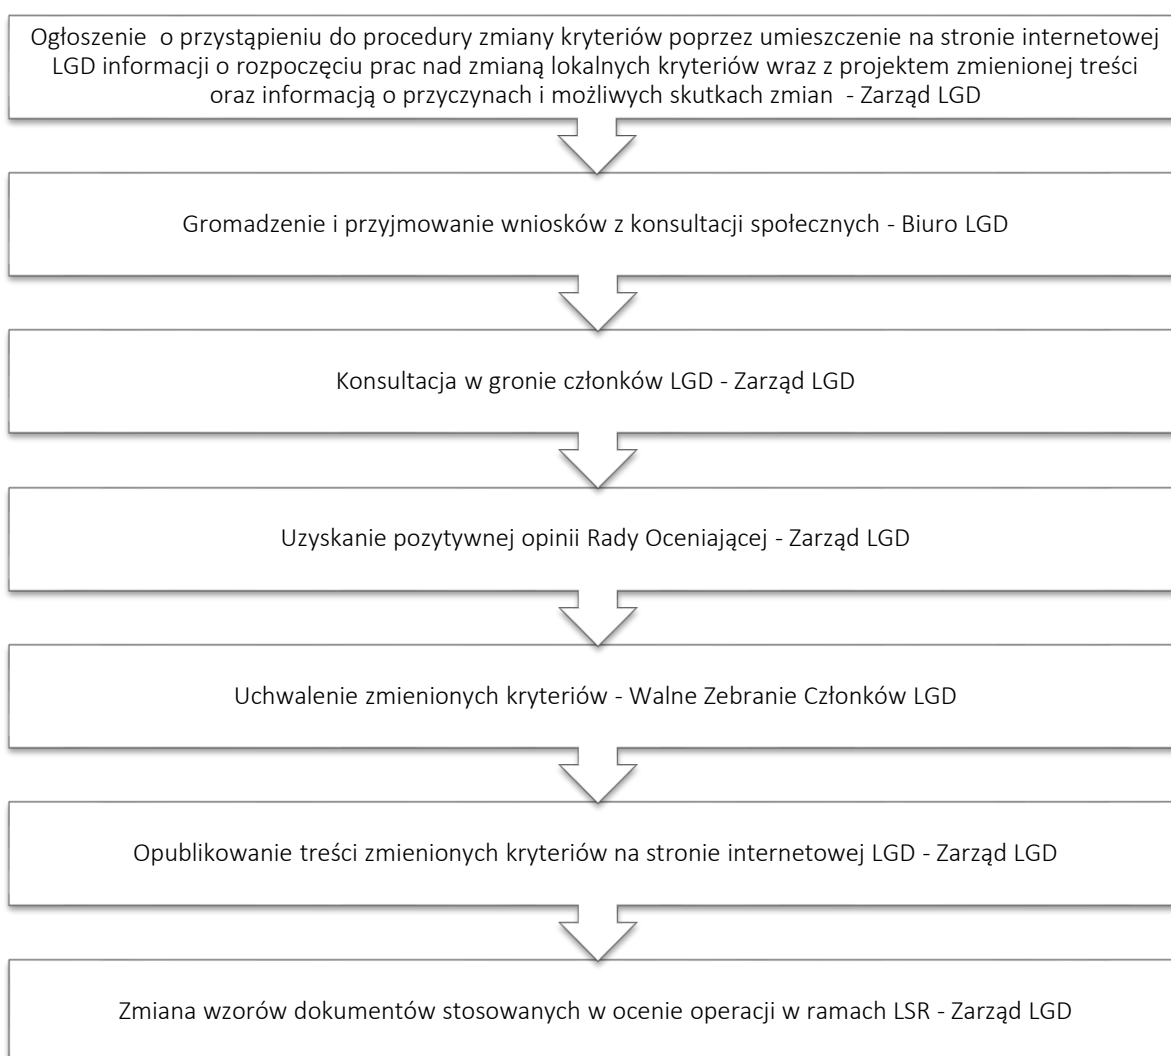 Ogłoszenie o przystąpieniu do procedury zmiany kryteriów poprzez umieszczenie na stronie internetowej
LGD informacji o rozpoczęciu prac nad zmianą lokalnych kryteriów wraz z projektem zmienionej treści
oraz informacją o przyczynach i możliwych skutkach zmian - Zarząd LGD
Gromadzenie i przyjmowanie wniosków z konsultacji społecznych - Biuro LGD
Konsultacja w gronie członków LGD - Zarząd LGD
Uzyskanie pozytywnej opinii Rady Oceniającej - Zarząd LGD
Uchwalenie zmienionych kryteriów - Walne Zebranie Członków LGD
Opublikowanie treści zmienionych kryteriów na stronie internetowej LGD - Zarząd LGD
Zmiana wzorów dokumentów stosowanych w ocenie operacji w ramach LSR - Zarząd LGD